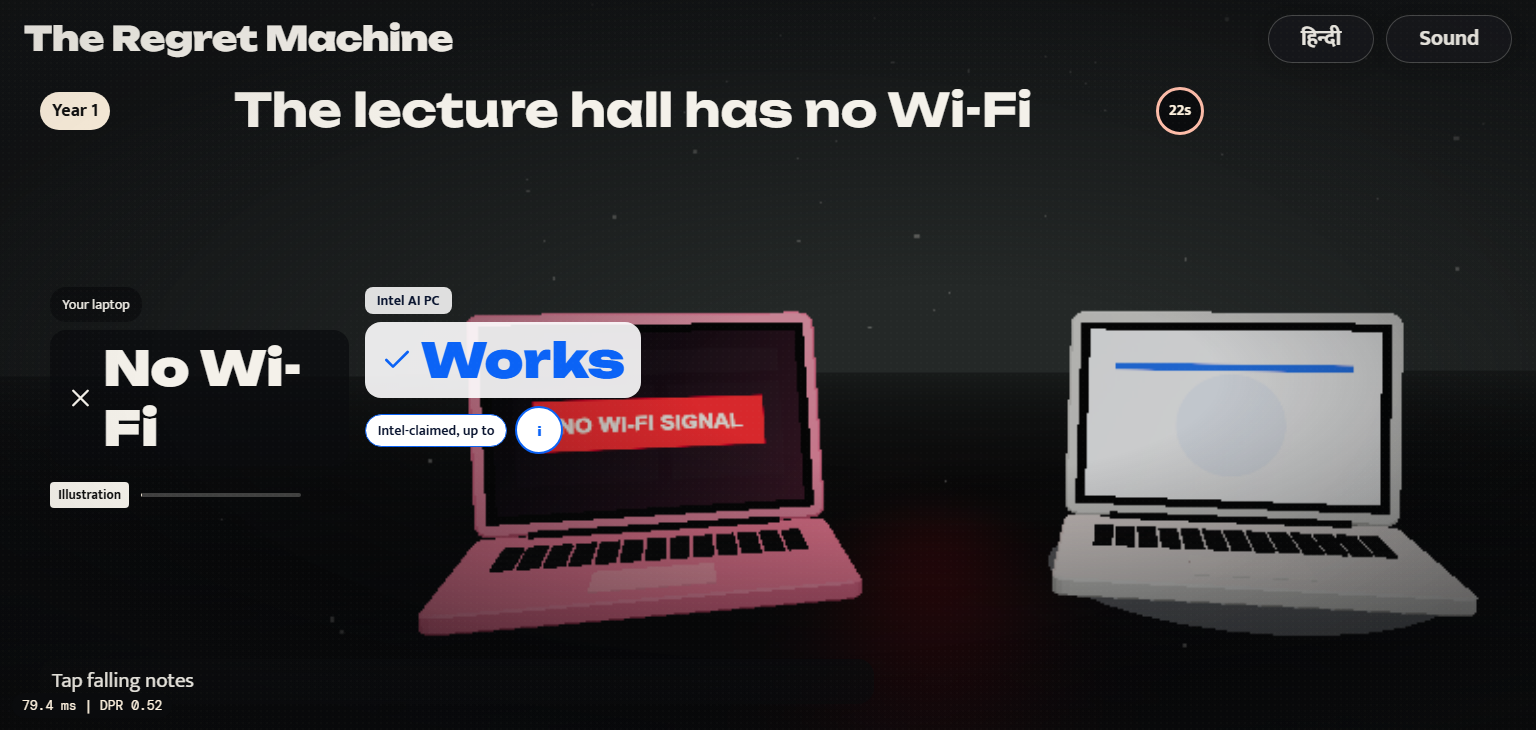 The Regret Machine
हिन्दी
Sound
Year 1
The lecture hall has no Wi-Fi
22s
Your laptop
No Wi-
Fi
Intel AI PC
Works
Intel-claimed, up to
i
NO WI-FI SIGNAL
Illustration
Tap falling notes
79.4 ms | DPR 0.52